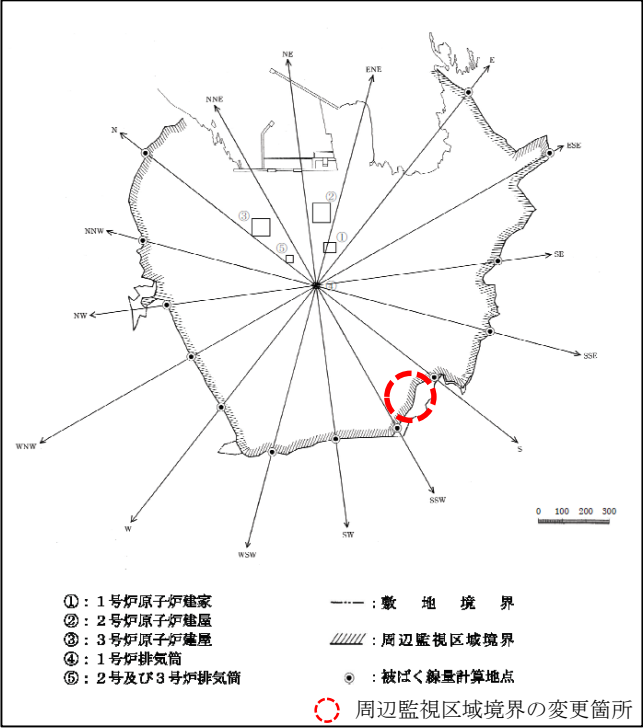 NE
ENE
E
NNE
N
ESE
②
③
①
⑤
NNW
SE
④
NW
SSE
WNW
S
SSW
W
SW
WSW
0 100 200 300
①：1号炉原子炉建家
②：2号炉原子炉建屋
③：3号炉原子炉建屋
④：1号炉排気筒
⑤：2号及び3号炉排気筒
：敷地境界
：周辺監視区域境界
：被ばく線量計算地点
周辺監視区域境界の変更箇所